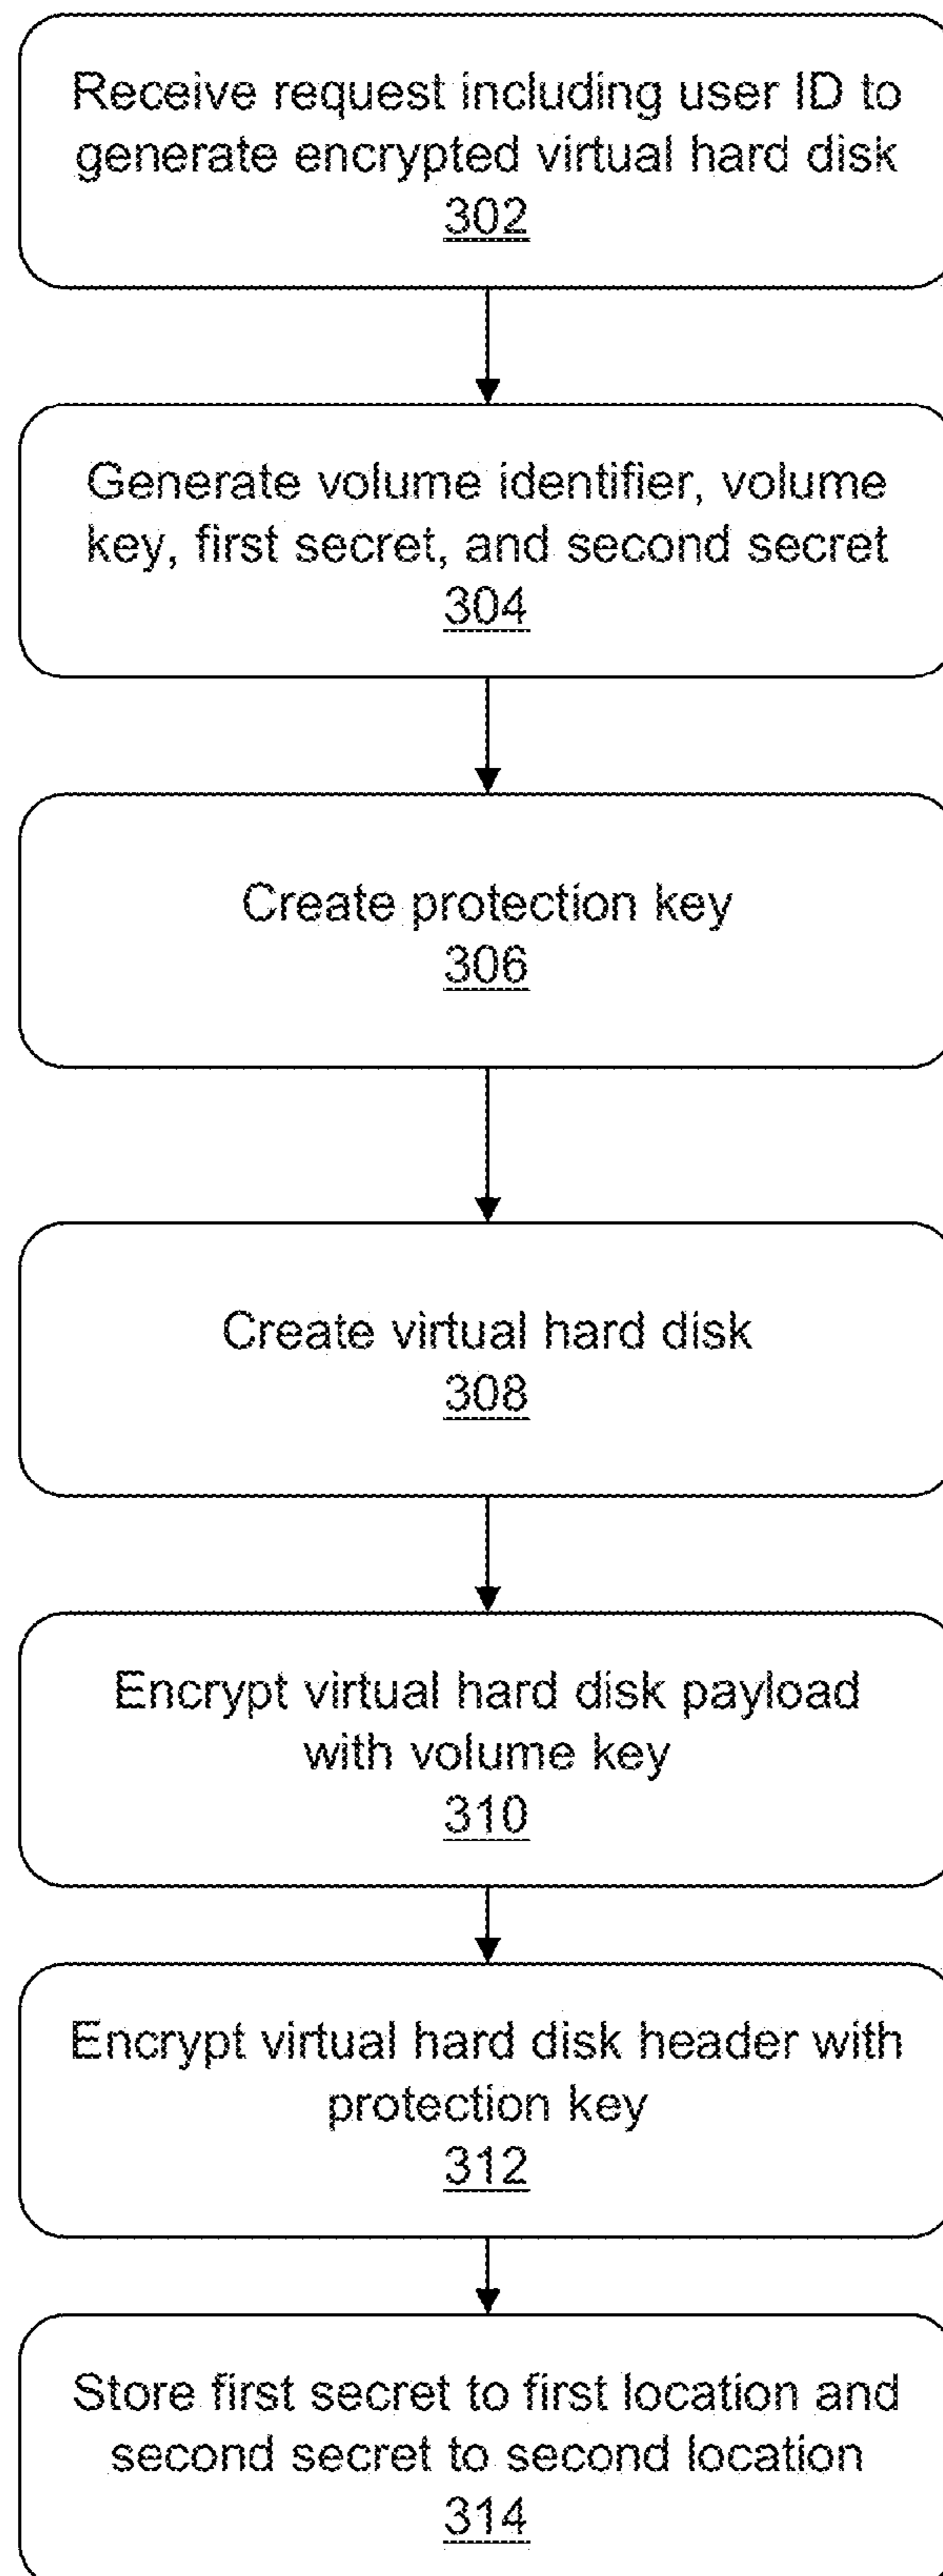 Receive request including user ID to
generate encrypted virtual hard disk
302
Generate volume identifier, volume
key, first secret, and second secret
304
Create protection key
306
Create virtual hard disk
308
Encrypt virtual hard disk payload
with volume key
310
Encrypt virtual hard disk header with
protection key
312
Store first secret to first location and
second secret to second location
314